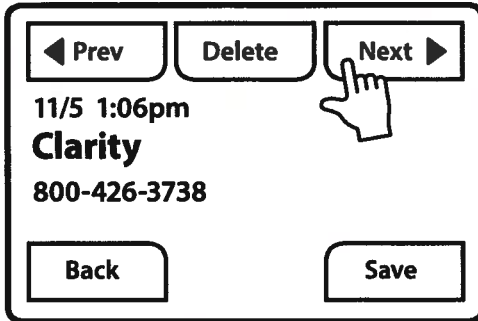 Prev Delete Next
11/5 1:06pm
Clarity
800-426-3738
Back Save